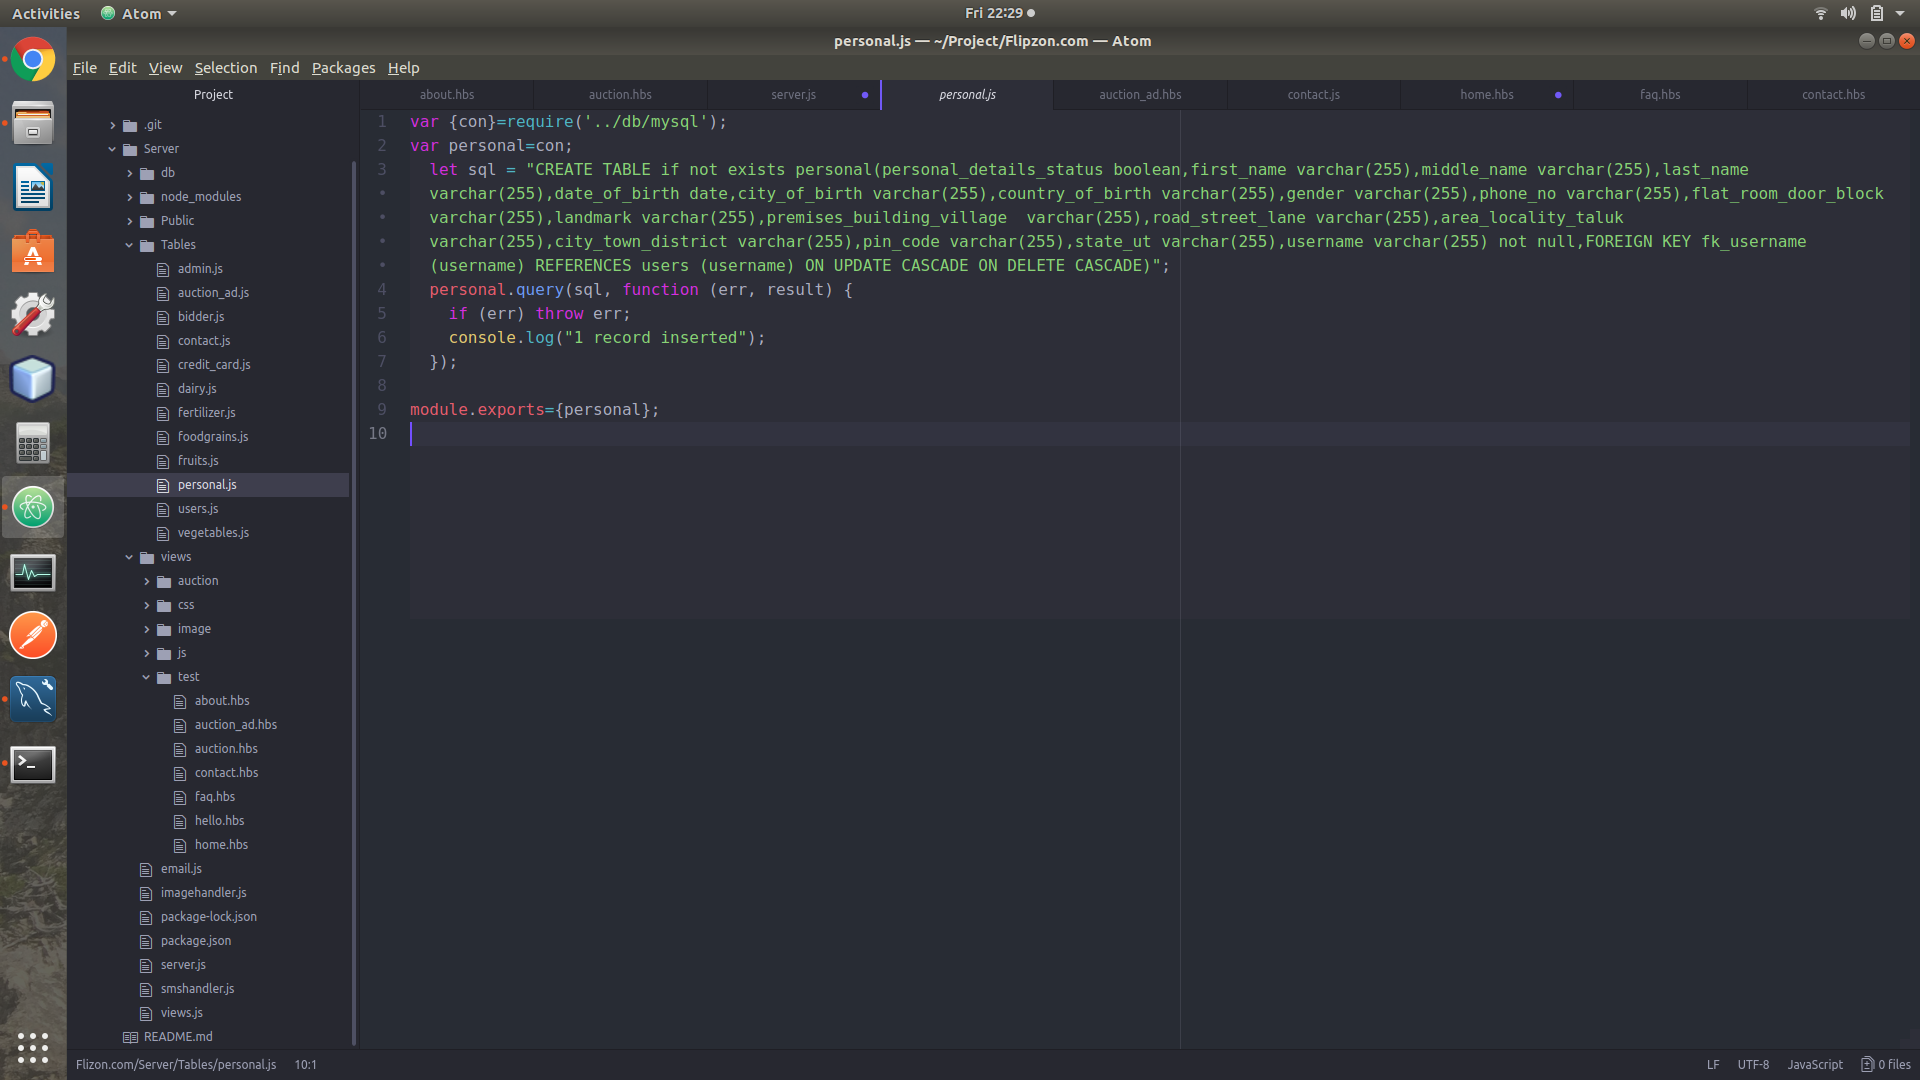 Activities
Atom
Fri 22:29
personal.js — ~/Project/Flipzon.com — Atom
File Edit View Selection Find Packages Help
Project
about.hbs
auction.hbs
server.js
personal.js
auction_ad.hbs
contact.js
home.hbs
faq.hbs
contact.hbs
.git
Server
db
node_modules
Public
Tables
admin.js
auction_ad.js
bidder.js
contact.js
credit_card.js
dairy.js
fertilizer.js
foodgrains.js
fruits.js
personal.js
users.js
vegetables.js
views
auction
css
image
js
test
about.hbs
auction_ad.hbs
auction.hbs
contact.hbs
faq.hbs
hello.hbs
home.hbs
email.js
imagehandler.js
package-lock.json
package.json
server.js
smshandler.js
views.js
README.md
1 var {con}=require('../db/mysql');
2 var personal=con;
3 let sql = "CREATE TABLE if not exists personal(personal_details_status boolean,first_name varchar(255),middle_name varchar(255),last_name
• varchar(255),date_of_birth date,city_of_birth varchar(255),country_of_birth varchar(255),gender varchar(255),phone_no varchar(255),flat_room_door_block
• varchar(255),landmark varchar(255),premises_building_village  varchar(255),road_street_lane varchar(255),area_locality_taluk
• varchar(255),city_town_district varchar(255),pin_code varchar(255),state_ut varchar(255),username varchar(255) not null,FOREIGN KEY fk_username
• (username) REFERENCES users (username) ON UPDATE CASCADE ON DELETE CASCADE)";
4 personal.query(sql, function (err, result) {
5 if (err) throw err;
6 console.log("1 record inserted");
7 });
8
9 module.exports={personal};
10
Flizon.com/Server/Tables/personal.js 10:1
LF UTF-8 JavaScript 0 files